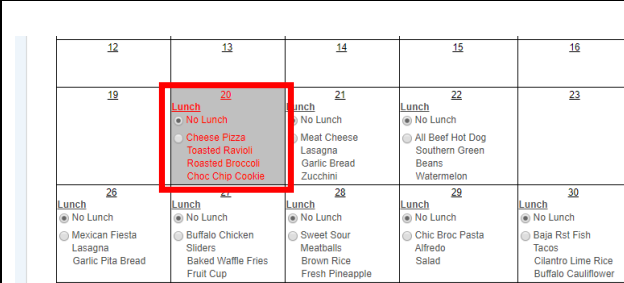 12 13 14 15 16
19 20 21 22 23
Lunch unch Lunch
No Lunch No Lunch No Lunch
Cheese Pizza Meat Cheese All Beef Hot Dog
Toasted Ravioli Lasagna Southern Green
Roasted Broccoli Garlic Bread Beans
Choc Chip Cookie Zucchini Watermelon
26 27 28 29 30
Lunch Lunch Lunch Lunch Lunch
No Lunch No Lunch No Lunch No Lunch No Lunch
Mexican Fiesta Buffalo Chicken Sweet Sour Chic Broc Pasta Baja Rst Fish
Lasagna Sliders Meatballs Alfredo Tacos
Garlic Pita Bread Baked Waffle Fries Brown Rice Salad Cilantro Lime Rice
Fruit Cup Fresh Pineapple Buffalo Cauliflower